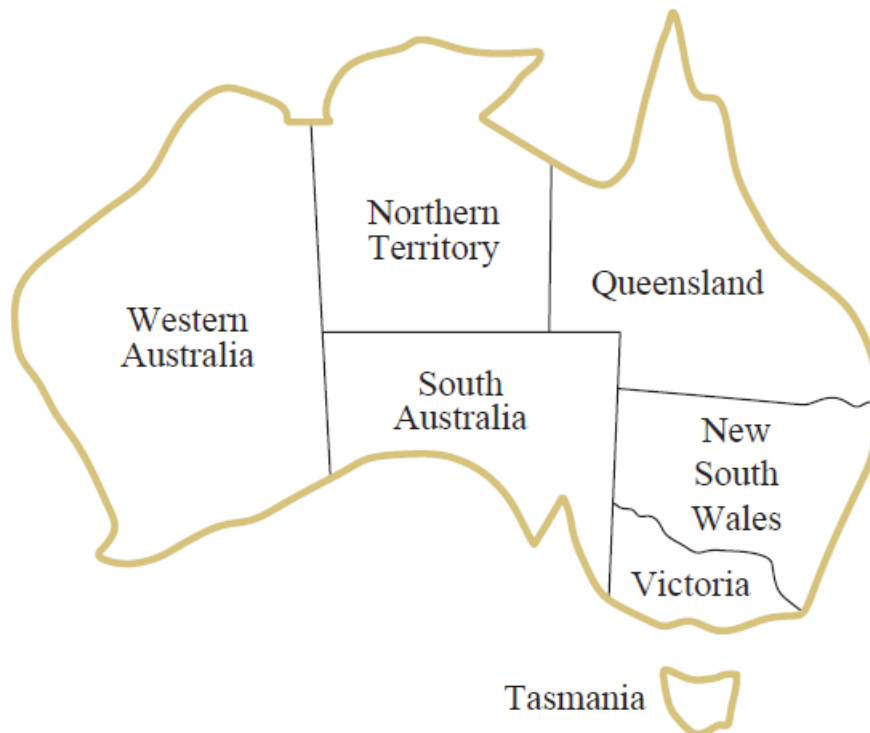 Northern
Territory
Queensland
Western
Australia
South
Australia
New
South
Wales
Victoria
Tasmania